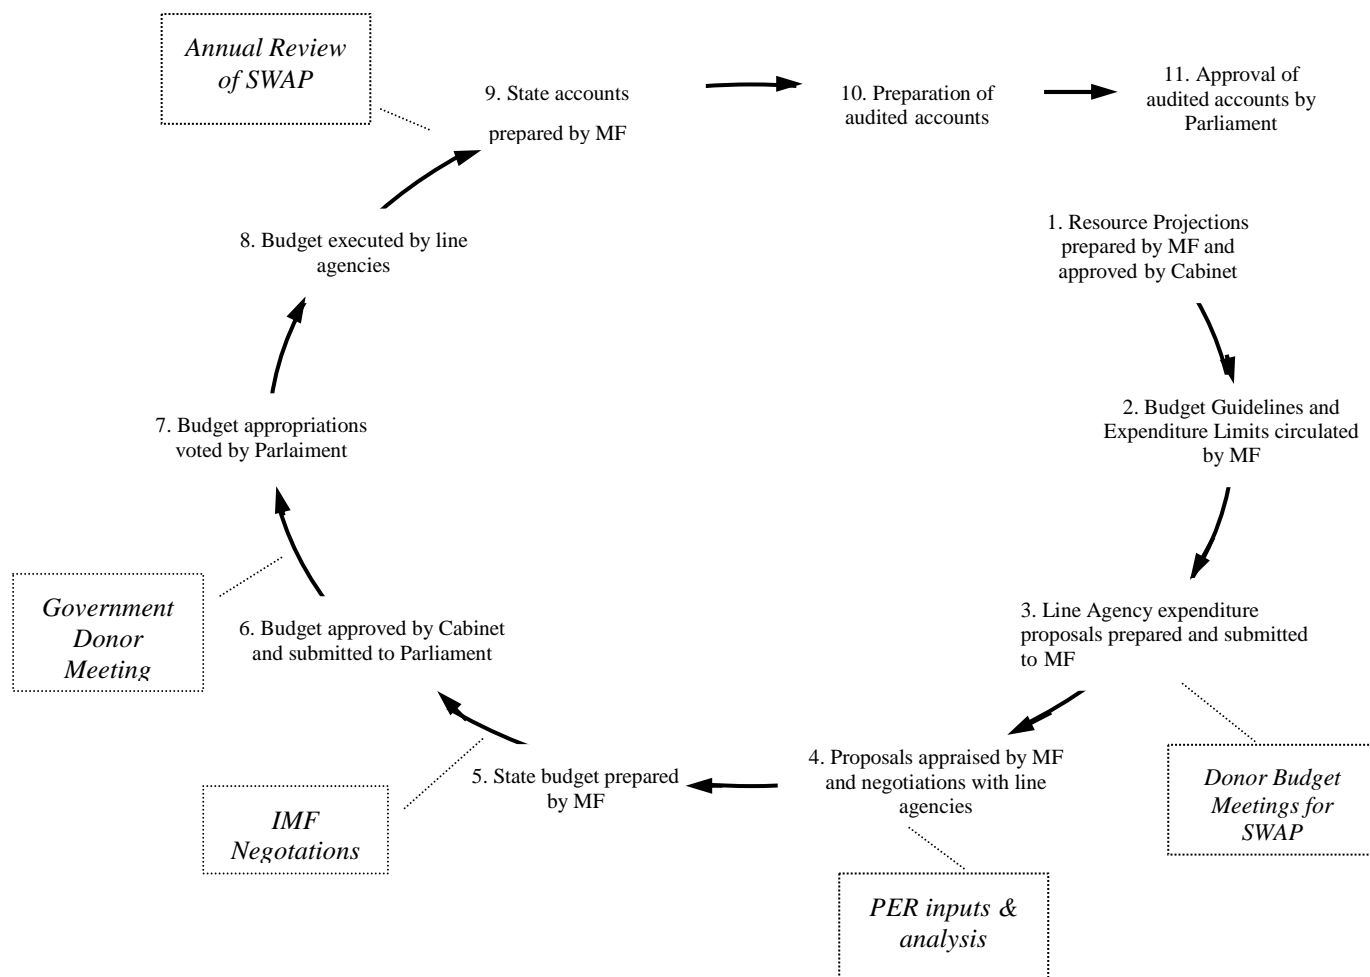 Annual Review
of SWAP
9. State accounts
prepared by MF
10. Preparation of
audited accounts
11. Approval of
audited accounts by
Parliament
1. Resource Projections
prepared by MF and
approved by Cabinet
8. Budget executed by line
agencies
2. Budget Guidelines and
Expenditure Limits circulated
by MF
7. Budget appropriations
voted by Parlaiment
3. Line Agency expenditure
proposals prepared and submitted
to MF
Government
Donor
Meeting
6. Budget approved by Cabinet
and submitted to Parliament
4. Proposals appraised by MF
and negotiations with line
agencies
5. State budget prepared
by MF
Donor Budget
Meetings for
SWAP
IMF
Negotations
PER inputs &
analysis